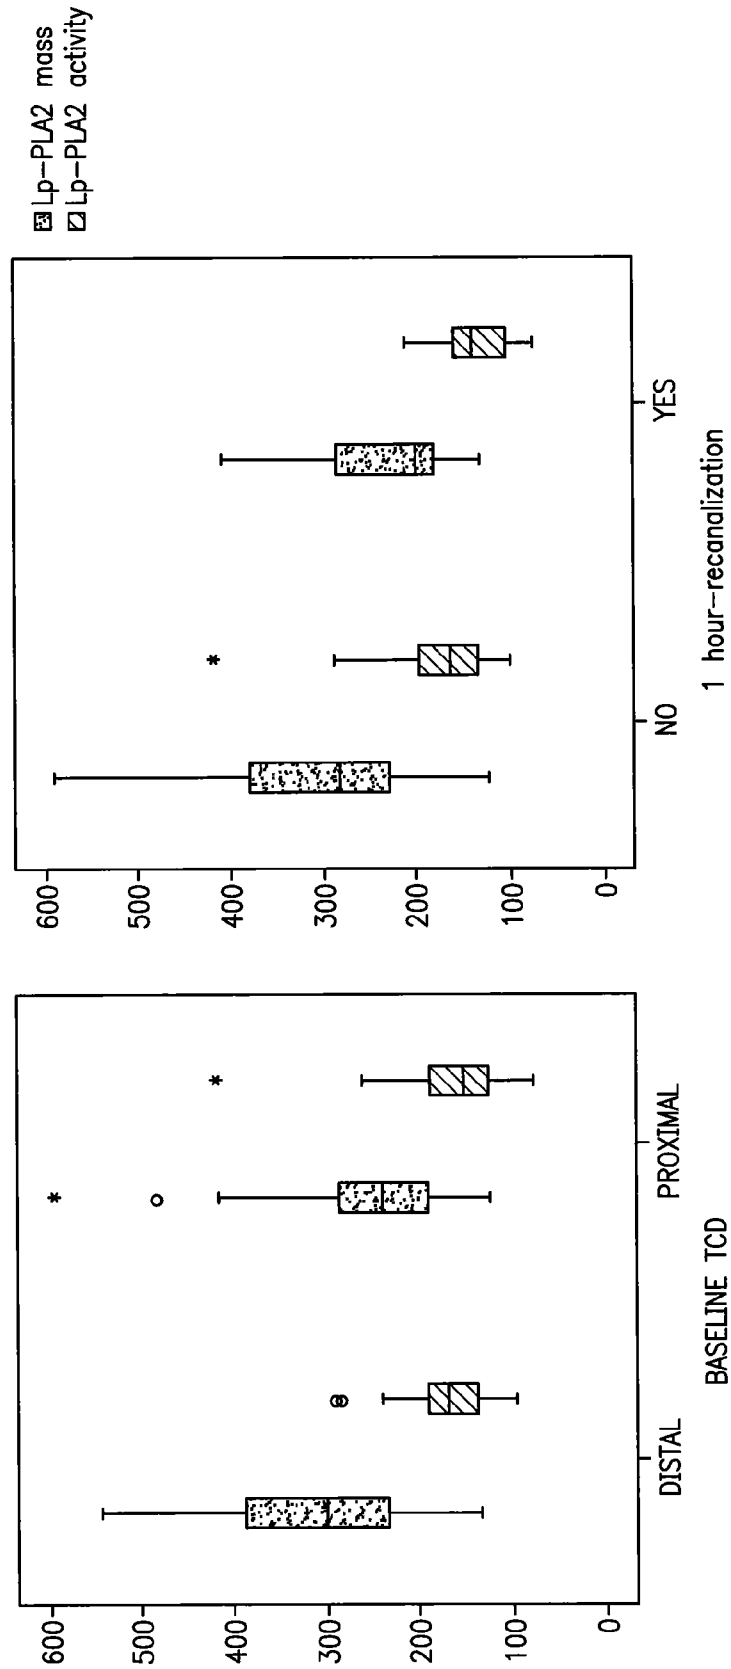 600
500
400
300
200
100
0
DISTAL
PROXIMAL
BASELINE TCD
600
500
400
300
200
100
0
NO
YES
1 hour-recanalization
Lp-PLA2 mass
Lp-PLA2 activity